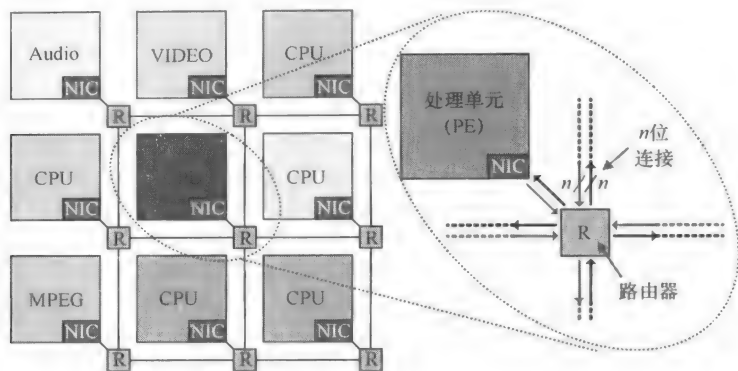 Audio
VIDEO
CPU
NIC
NIC
NIC
R
R
R
CPU
CPU
NIC
NIC
NIC
R
R
R
MPEG
CPU
CPU
NIC
NIC
NIC
R
R
R
处理单元
(PE)
NIC
n位
连接
n
n
R
路由器